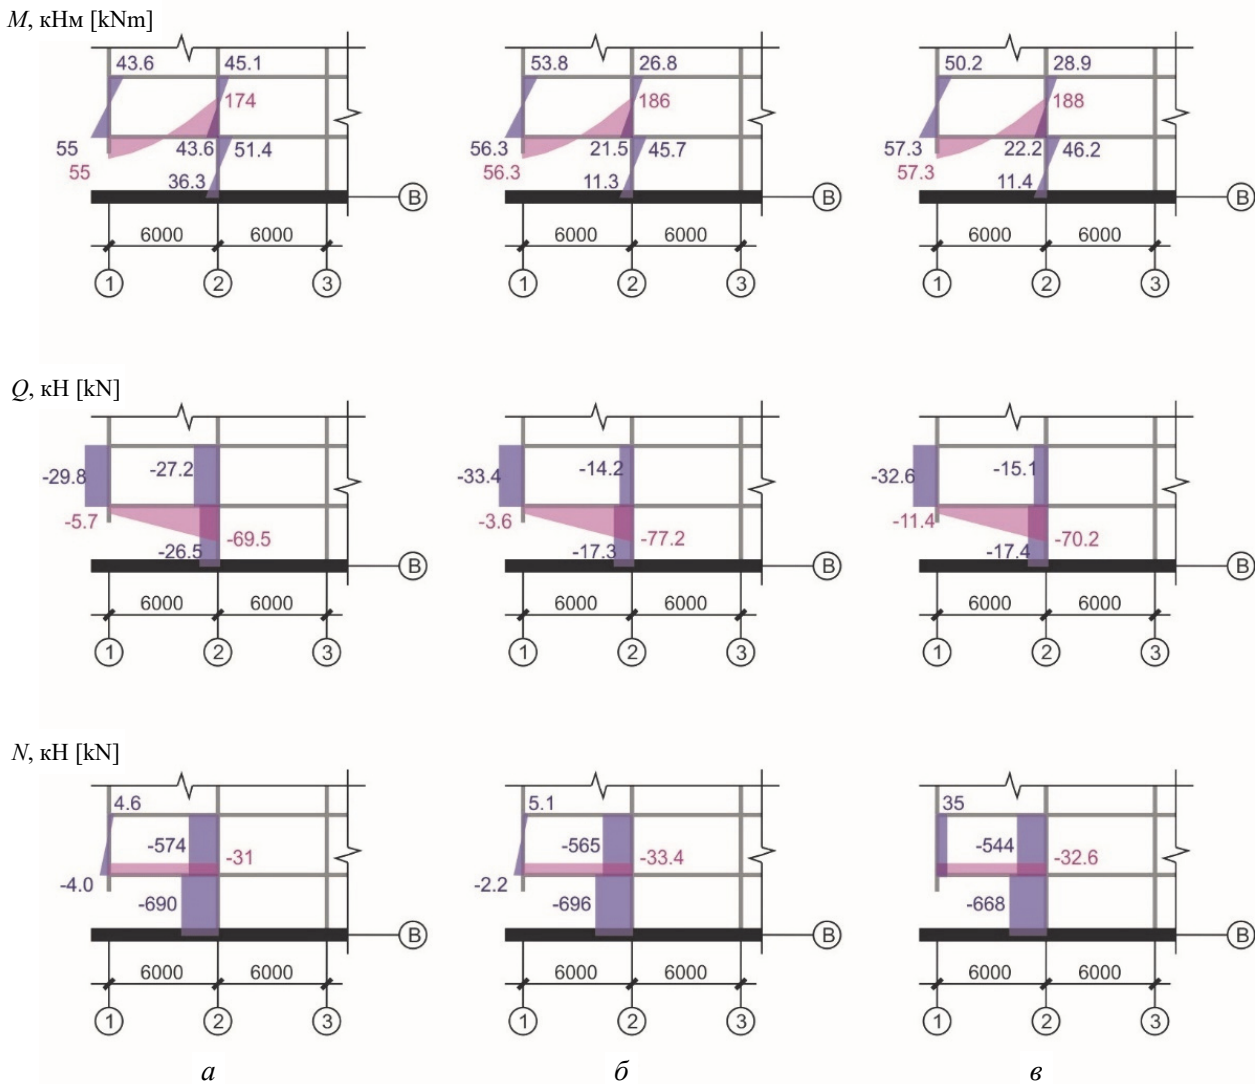 M, кНм [kNm]
43.6 45.1 53.8 26.8 50.2 28.9
174 186 188
55 43.6 51.4 56.3 21.5 45.7 57.3 22.2 46.2
55 36.3 56.3 11.3 57.3 11.4
В В В
6000 6000 6000 6000 6000 6000
1 2 3 1 2 3 1 2 3
Q, кН [kN]
-29.8 -27.2 -33.4 -14.2 -32.6 -15.1
-5.7 -69.5 -3.6 -77.2 -11.4 -70.2
-26.5 -17.3 -17.4
В В В
6000 6000 6000 6000 6000 6000
1 2 3 1 2 3 1 2 3
N, кН [kN]
4.6 5.1 35
-574 -31 -565 -33.4 -544 -32.6
-4.0 -690 -2.2 -696 -668
В В В
6000 6000 6000 6000 6000 6000
1 2 3 1 2 3 1 2 3
а б в